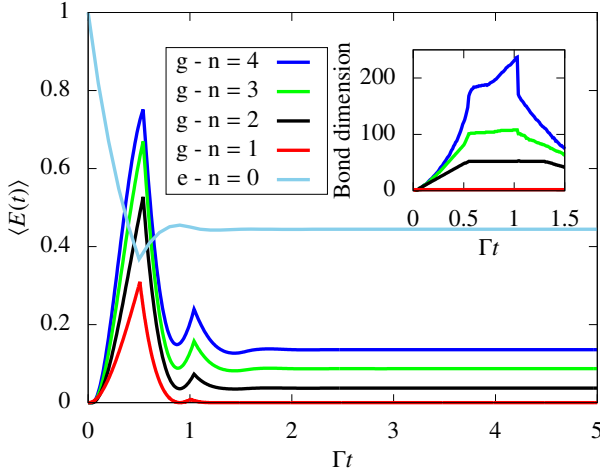 1
0.8
0.6
0.4
0.2
0
⟨E(t)⟩
g - n = 4
g - n = 3
g - n = 2
g - n = 1
e - n = 0
Bond dimension
200
100
0
0 0.5 1 1.5
Γt
0 1 2 3 4 5
Γt